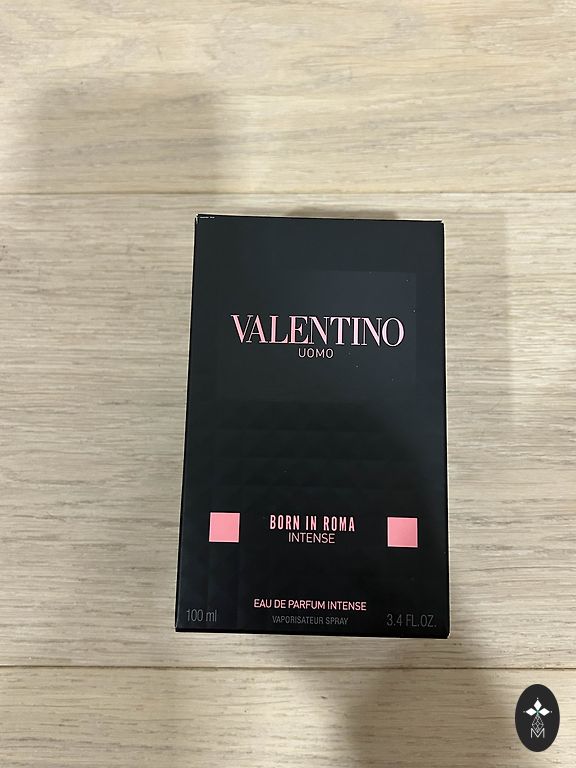 VALENTINO
UOMO
BORN IN ROMA
INTENSE
EAU DE PARFUM INTENSE
100 ml
VAPORISATEUR SPRAY
3.4 FL.OZ.
M